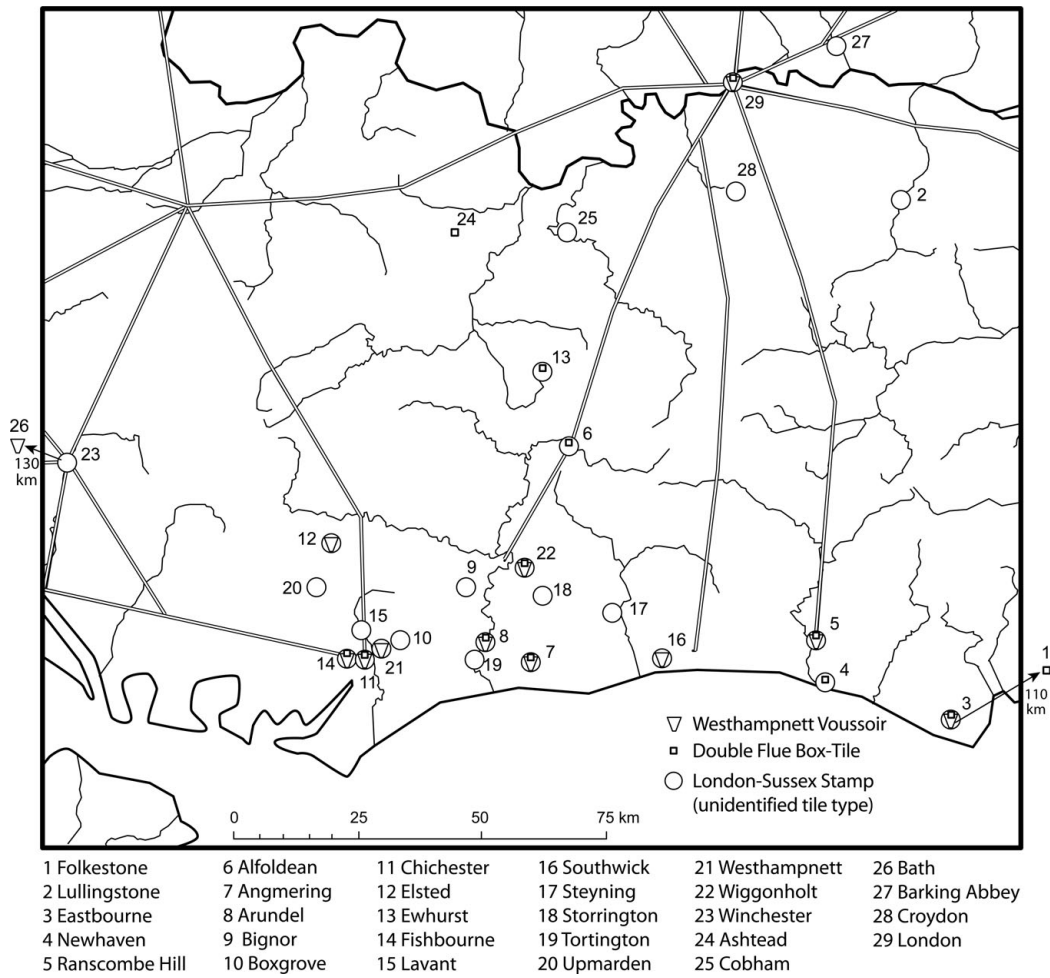 27
29
28
2
24
25
13
26
130
km
23
6
12
22
9
20
18
17
15
10
8
5
14
21
7
16
1
11
19
4
110
km
3
Westhampnett Voussoir
Double Flue Box-Tile
London-Sussex Stamp
(unidentified tile type)
0 25 50 75 km
1 Folkestone 6 Alfoldean 11 Chichester 16 Southwick 21 Westhampnett 26 Bath
2 Lullingstone 7 Angmering 12 Elsted 17 Steyning 22 Wiggonholt 27 Barking Abbey
3 Eastbourne 8 Arundel 13 Ewhurst 18 Storrington 23 Winchester 28 Croydon
4 Newhaven 9 Bignor 14 Fishbourne 19 Tortington 24 Ashtead 29 London
5 Ranscombe Hill 10 Boxgrove 15 Lavant 20 Upmarden 25 Cobham